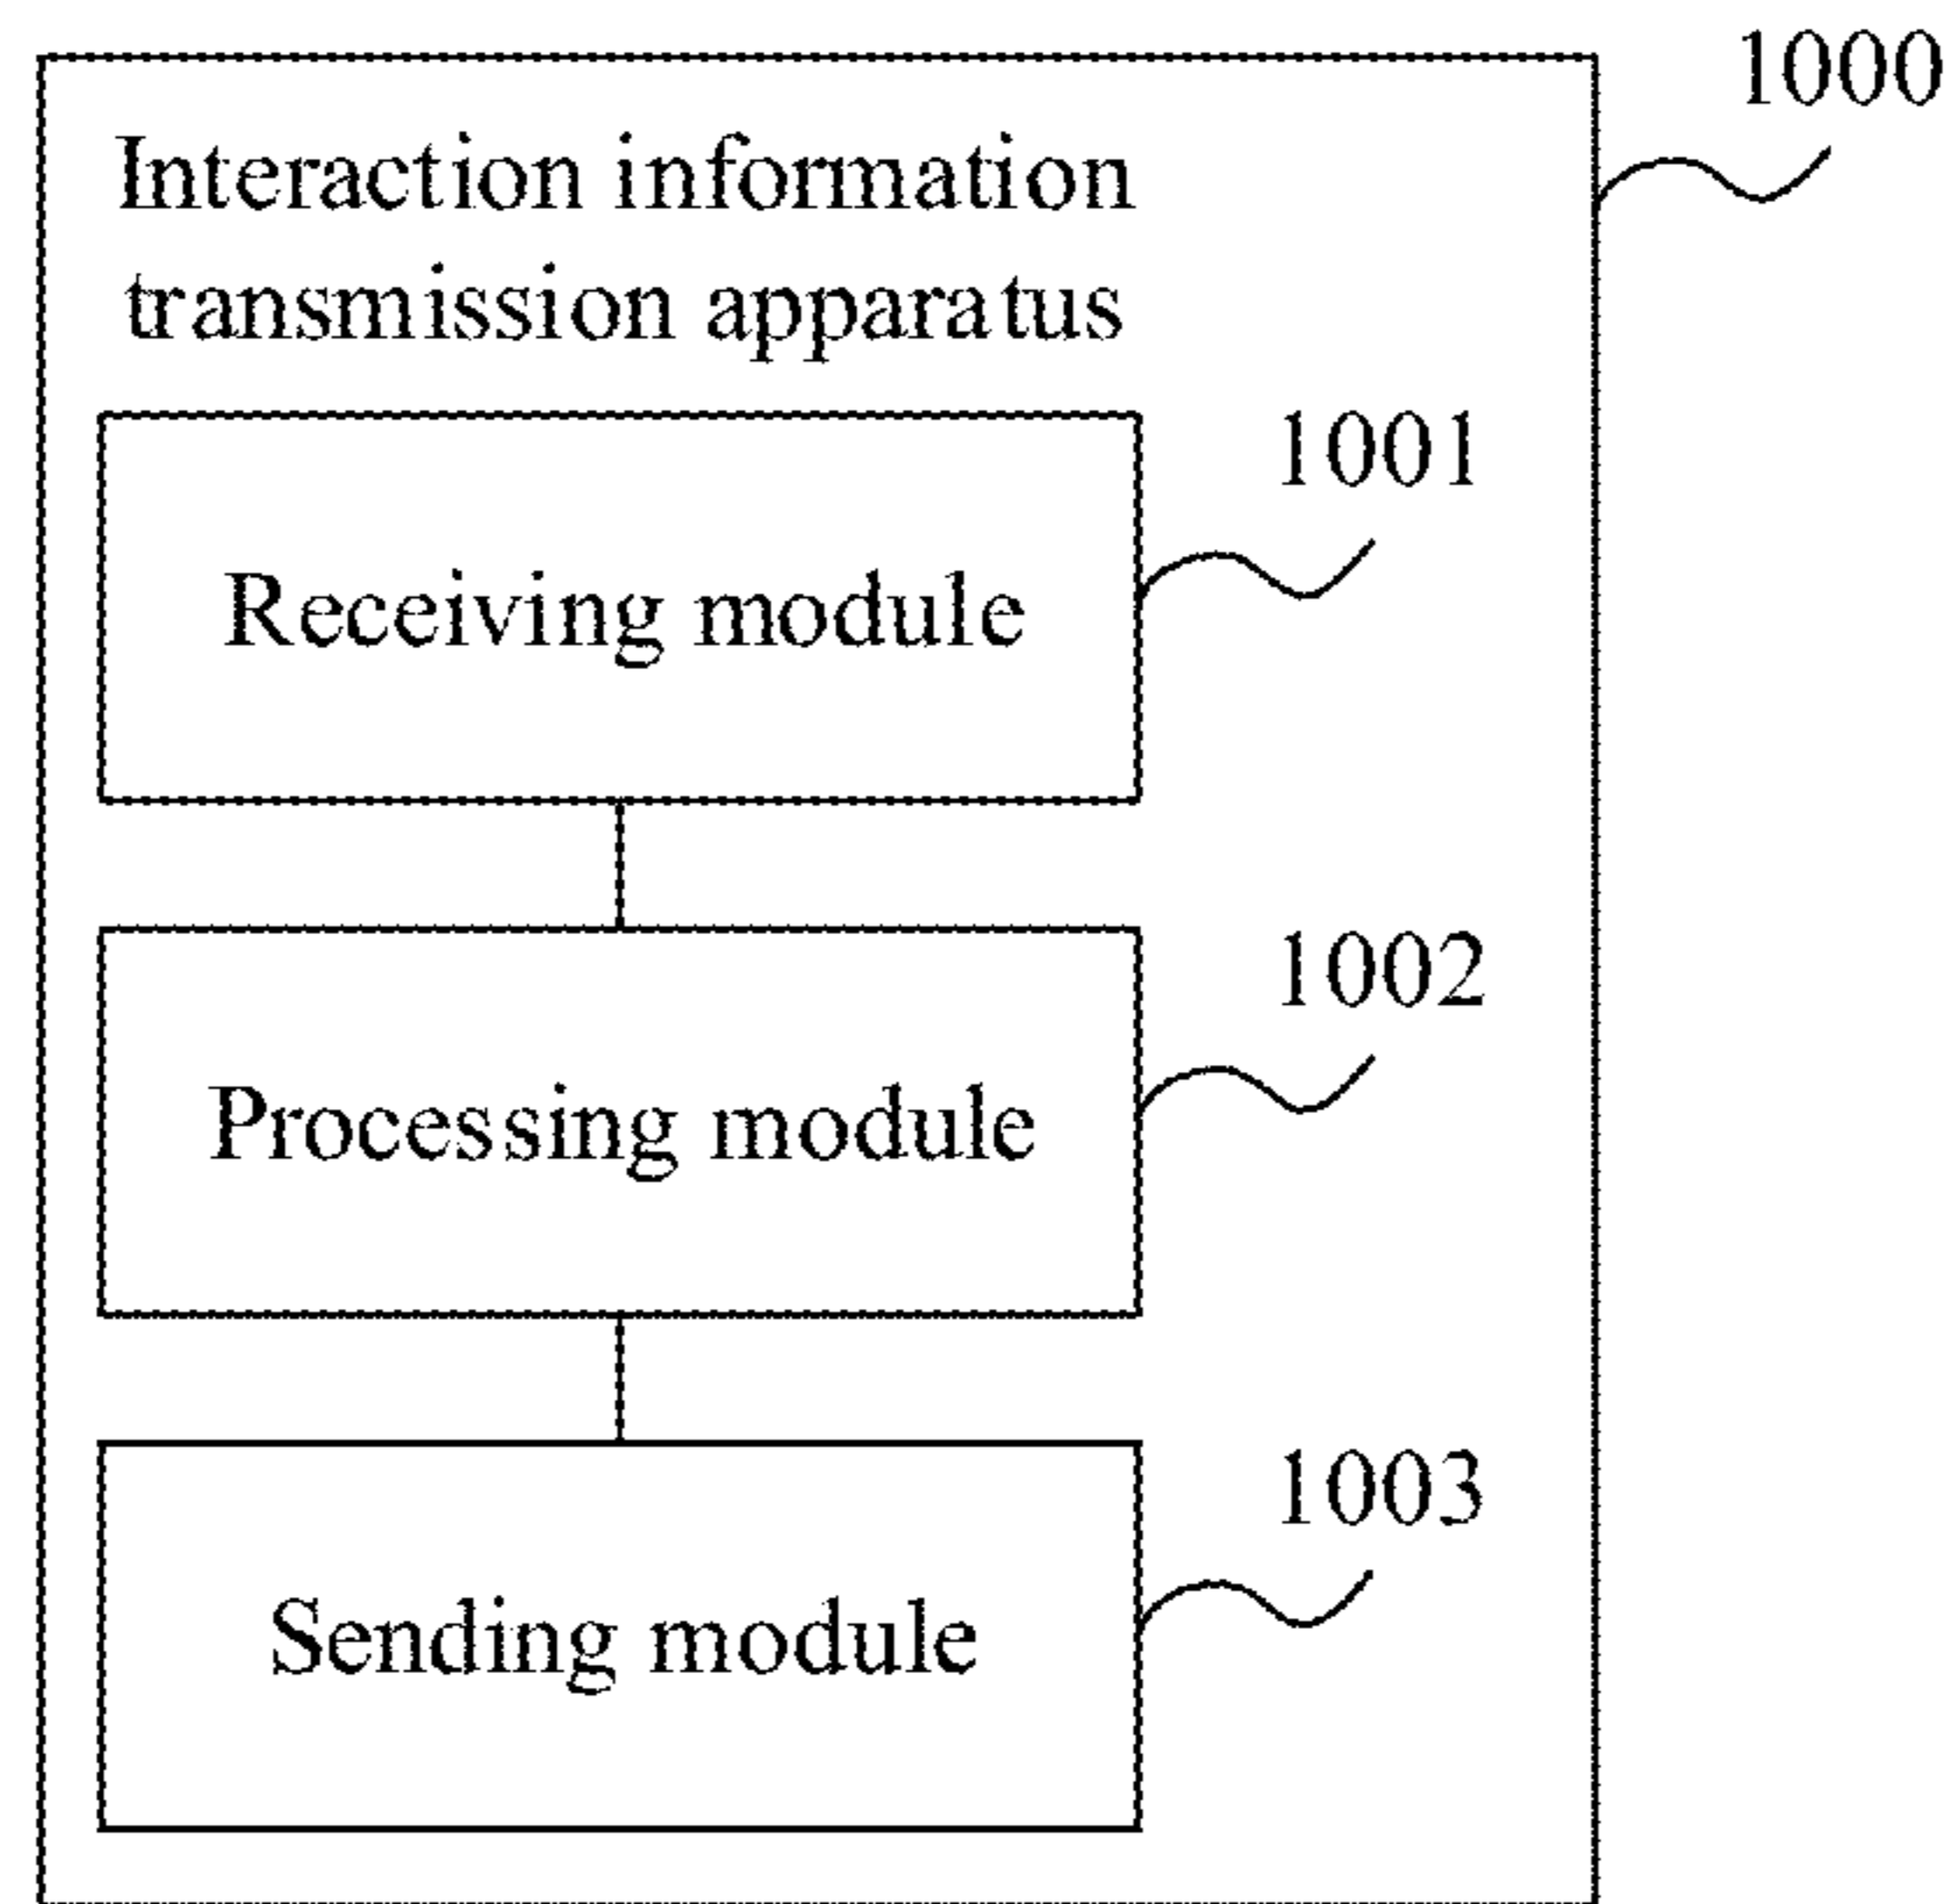 1000
Interaction information
transmission apparatus
1001
Receiving module
1002
Processing module
1003
Sending module